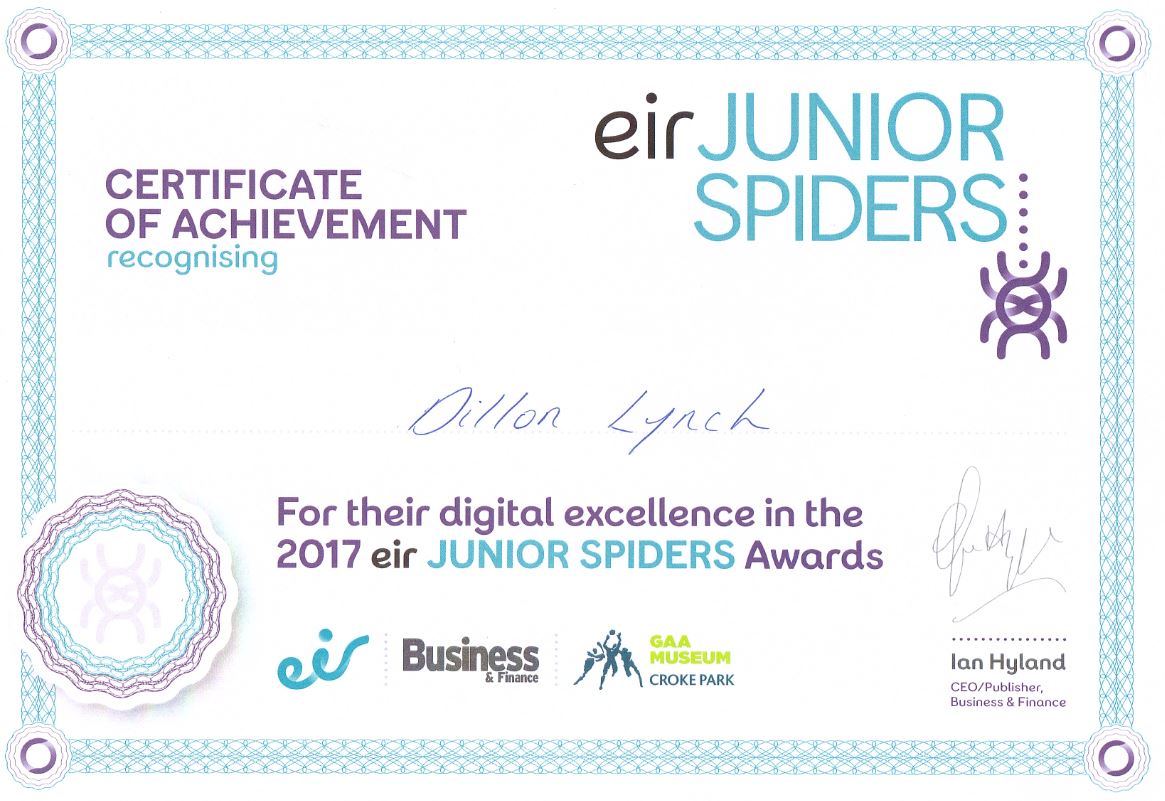 eir JUNIOR
SPIDERS
CERTIFICATE
OF ACHIEVEMENT
recognising
Dillon Lynch
For their digital excellence in the
2017 eir JUNIOR SPIDERS Awards
eir
Business
& Finance
GAA
MUSEUM
CROKE PARK
Ian Hyland
CEO/Publisher,
Business & Finance